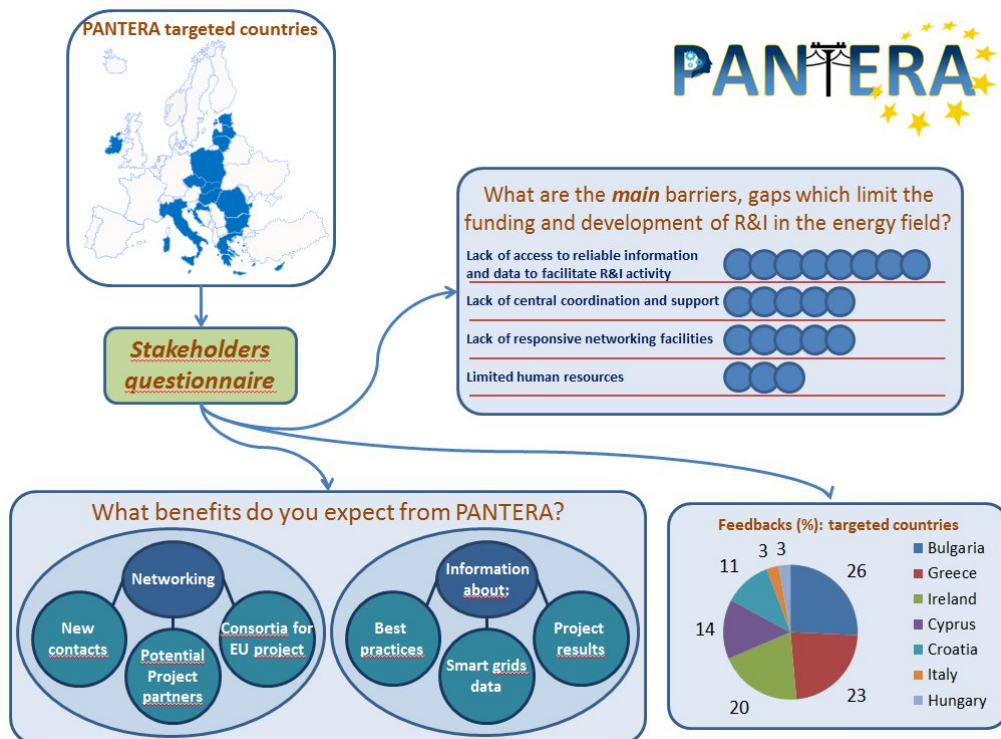 PANTERA targeted countries
PANTERA
Stakeholders
questionnaire
What are the main barriers, gaps which limit the
funding and development of R&I in the energy field?
Lack of access to reliable information
and data to facilitate R&I activity
Lack of central coordination and support
Lack of responsive networking facilities
Limited human resources
What benefits do you expect from PANTERA?
Networking
New
contacts
Potential
Project
partners
Consortia for
EU project
Information
about:
Best
practices
Smart grids
data
Project
results
Feedbacks (%): targeted countries
26
23
20
14
11
3
3
Bulgaria
Greece
Ireland
Cyprus
Croatia
Italy
Hungary